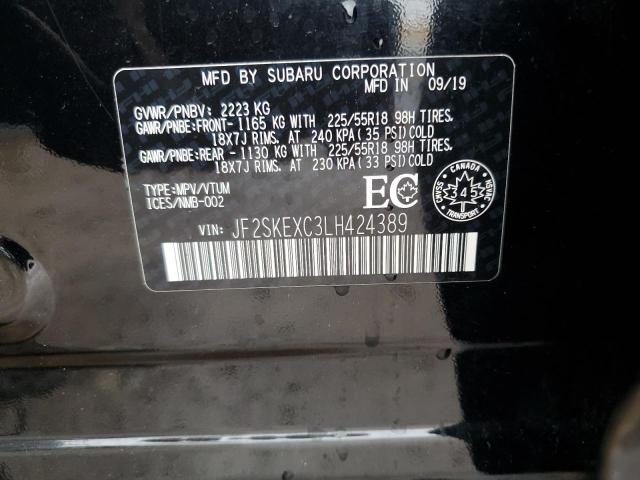 MFD BY SUBARU CORPORATION
MFD IN 09/19
GVWR/PNBV: 2223 KG
GAWR/PNBE:FRONT-1165 KG WITH 225/55R18 98H TIRES.
18X7J RIMS. AT 240 KPA(35 PSI)COLD
GAWR/PNBE:REAR -1130 KG WITH 225/55R18 98H TIRES.
18X7J RIMS. AT 230 KPA(33 PSI)COLD
TYPE:MPV/VTUM
ICES/NMB-002
EC
CANADA
CMVSS
NSVAC
345
TRANSPORT
VIN: JF2SKEXC3LH424389